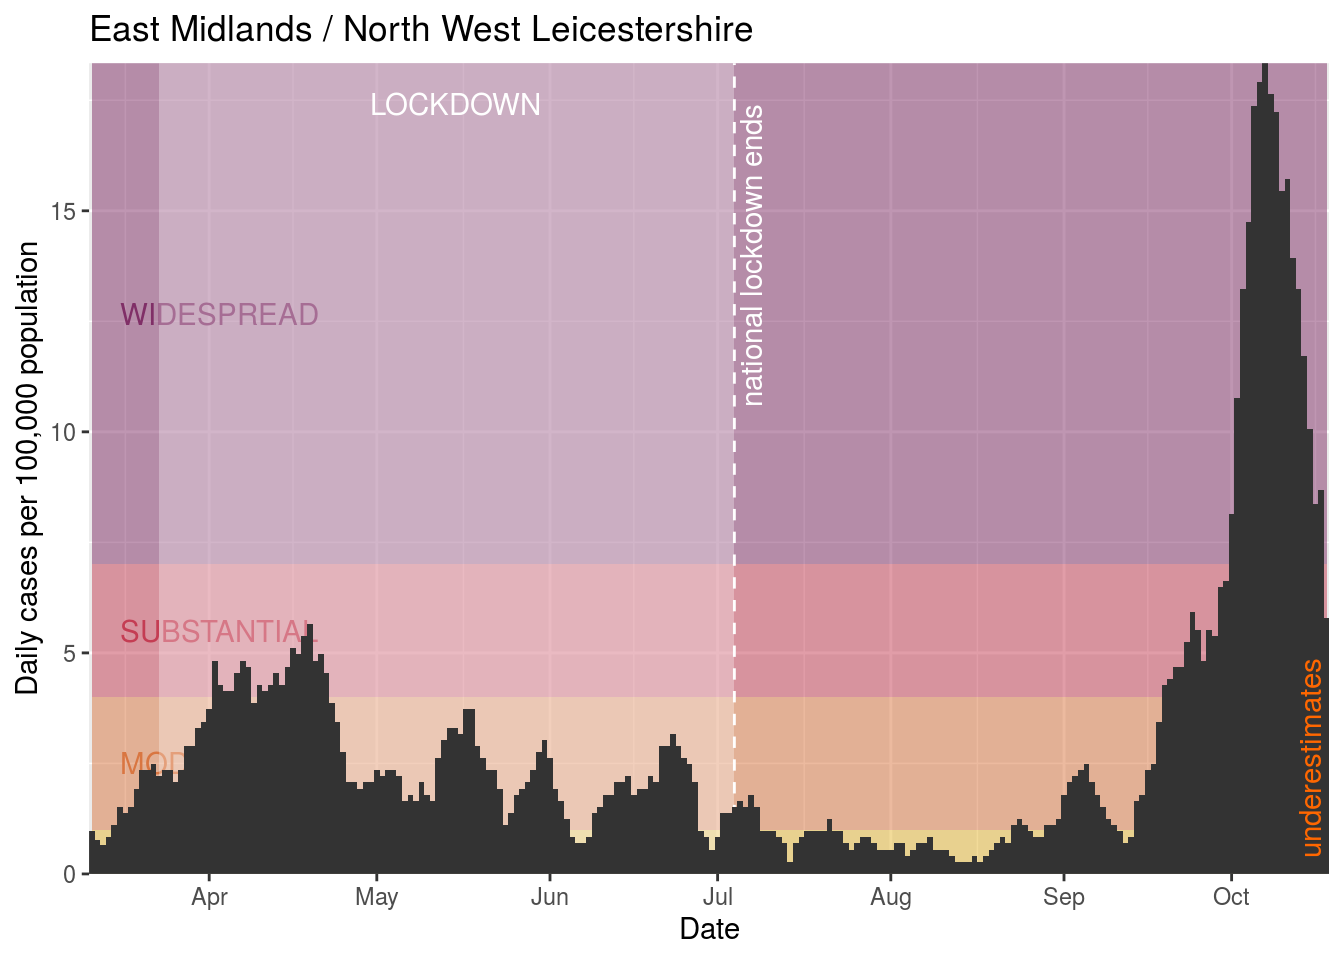 East Midlands / North West Leicestershire
LOCKDOWN
national lockdown ends
WIDESPREAD
SUBSTANTIAL
MOD
underestimates
Daily cases per 100,000 population
15
10
5
0
Apr May Jun Jul Aug Sep Oct
Date